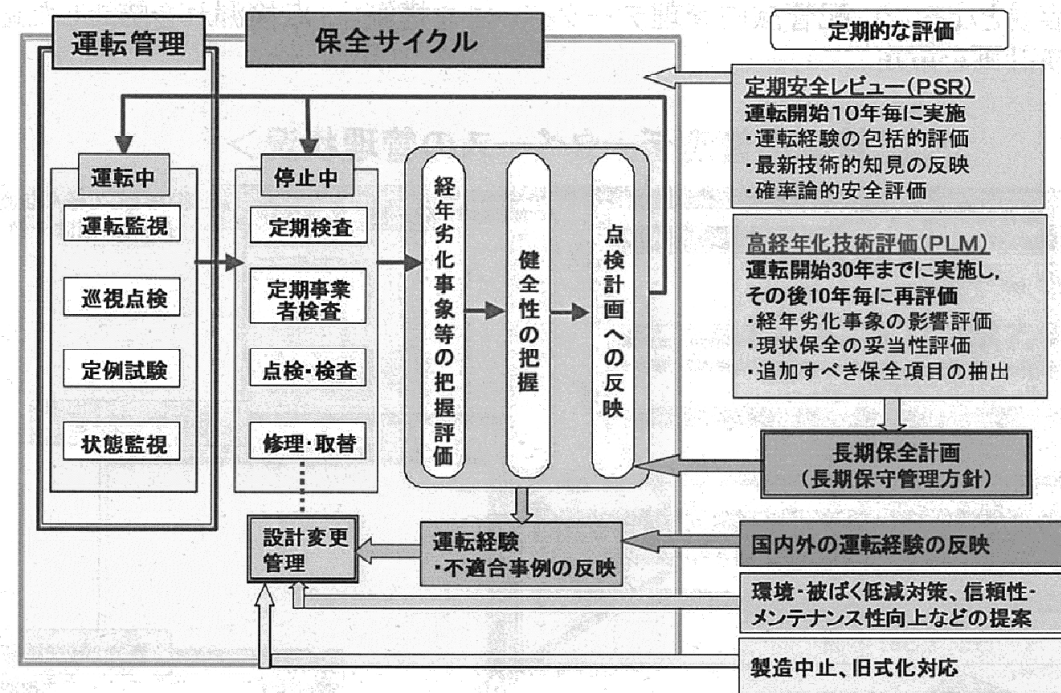 運転管理
保全サイクル
定期的な評価
定期安全レビュー(PSR)
運転開始10年毎に実施
・運転経験の包括的評価
・最新技術的知見の反映
・確率論的安全評価
運転中
運転監視
巡視点検
定例試験
状態監視
停止中
定期検査
定期事業
者検査
点検・検査
修理・取替
経年劣化事象等の把握評価
健全性の把握
点検計画への反映
高経年化技術評価(PLM)
運転開始30年までに実施し,
その後10年毎に再評価
・経年劣化事象の影響評価
・現状保全の妥当性評価
・追加すべき保全項目の抽出
長期保全計画
(長期保守管理方針)
設計変更
管理
運転経験
・不適合事例の反映
国内外の運転経験の反映
環境・被ばく低減対策、信頼性・
メンテナンス性向上などの提案
製造中止、旧式化対応